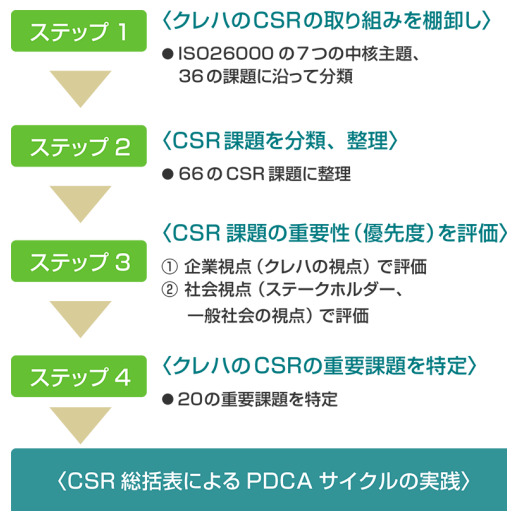 ステップ 1
〈クレハのCSRの取り組みを棚卸し〉
● ISO26000 の7つの中核主題、
36の課題に沿って分類
ステップ 2
〈CSR 課題を分類、整理〉
● 66のCSR課題に整理
ステップ 3
〈CSR 課題の重要性(優先度)を評価〉
① 企業視点(クレハの視点)で評価
② 社会視点(ステークホルダー、
一般社会の視点)で評価
ステップ 4
〈クレハのCSRの重要課題を特定〉
● 20の重要課題を特定
〈CSR 総括表による PDCA サイクルの実践〉